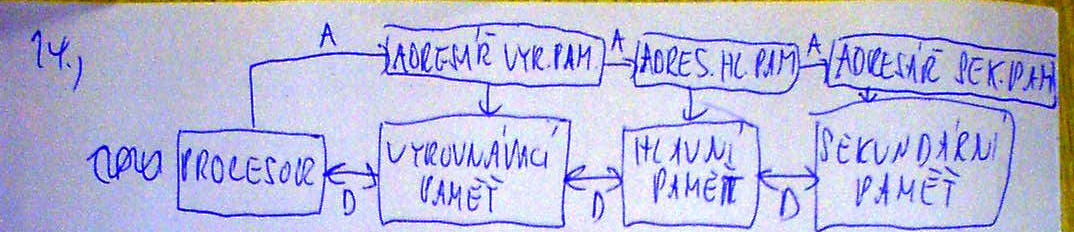 14.,
A
ADRESÁŘ VYR. PAM.
A
ADRES. HL. PAM
A
ADRESÁŘ SEK. PAM
PROCESOR
D
VYROVNÁVACÍ
PAMĚŤ
D
HLAVNÍ
PAMĚŤ
D
SEKUNDÁRNÍ
PAMĚŤ